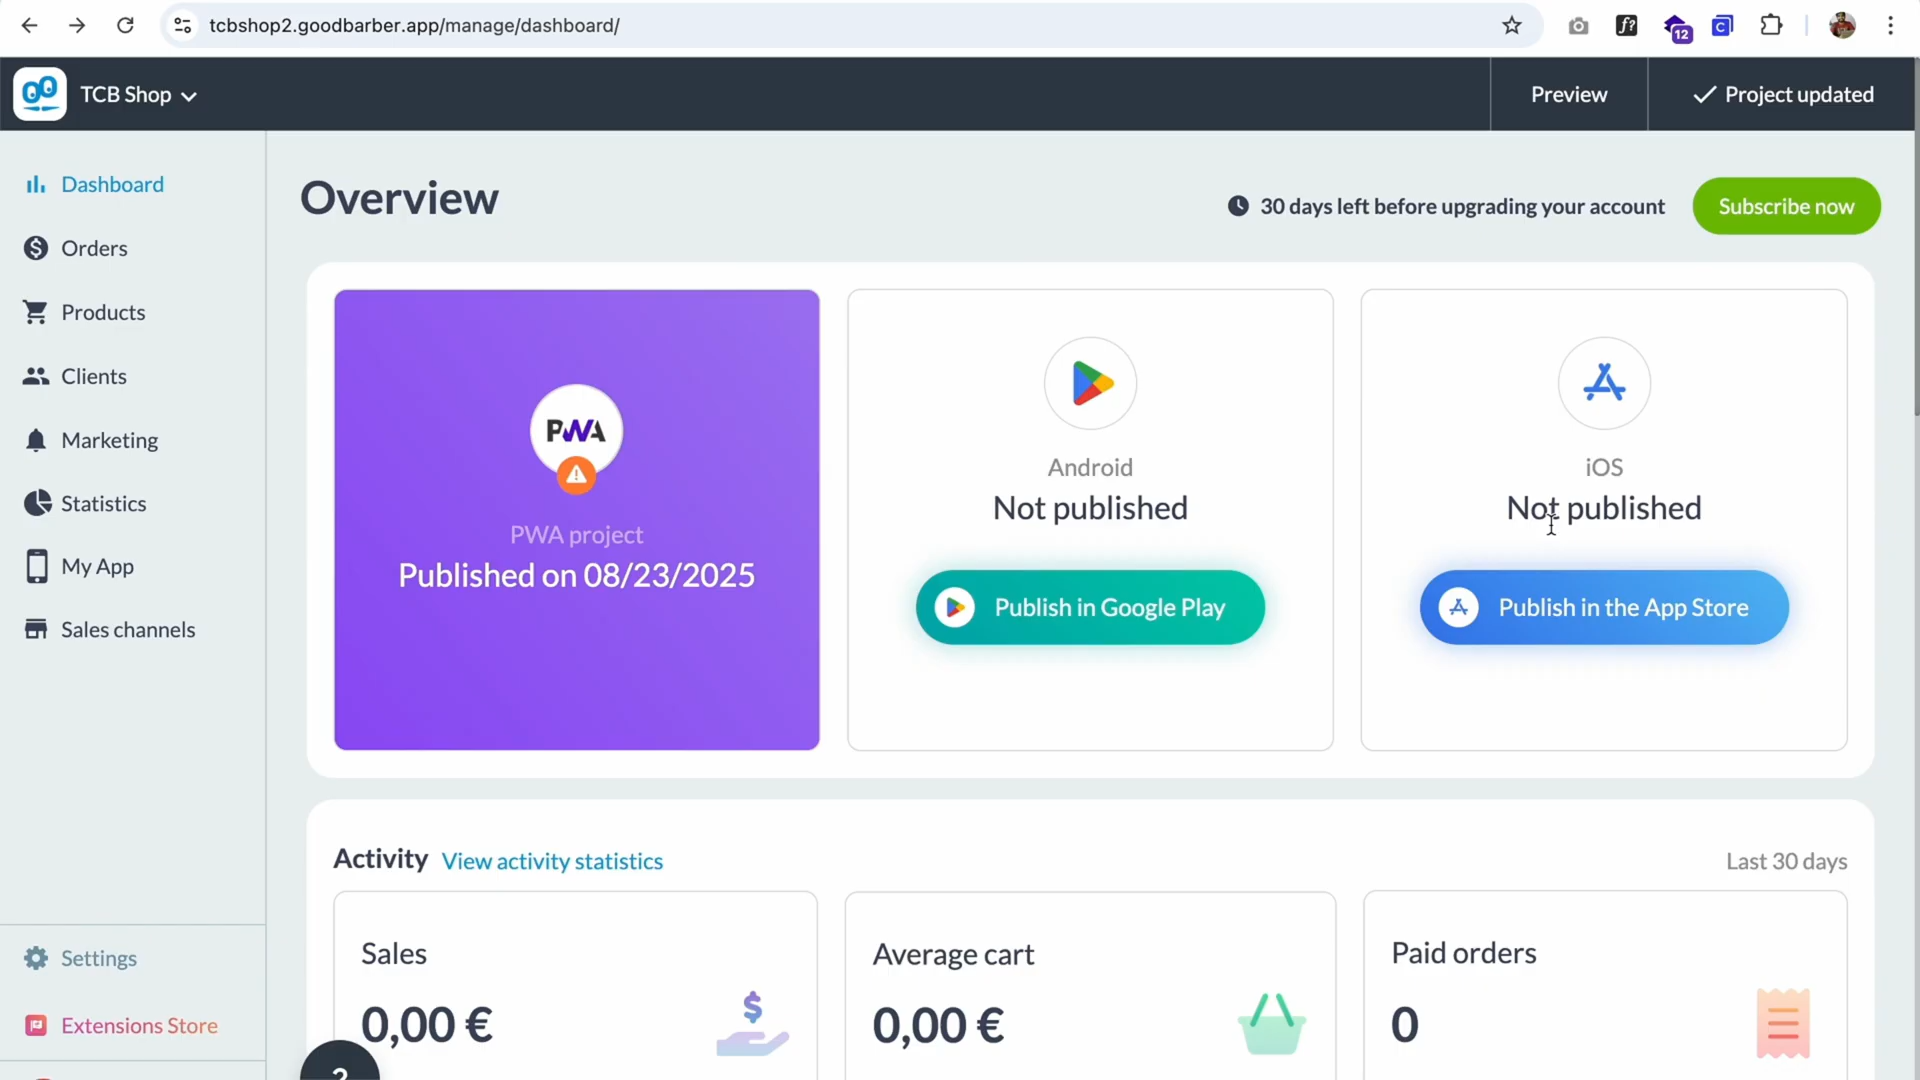 tcbshop2.goodbarber.app/manage/dashboard/
f?
12
C
TCB Shop
Preview
Project updated
Dashboard
Orders
Products
Clients
Marketing
Statistics
My App
Sales channels
Settings
Extensions Store
Overview
30 days left before upgrading your account
Subscribe now
PWA
PWA project
Published on 08/23/2025
Android
Not published
Publish in Google Play
iOS
Not published
Publish in the App Store
Activity
View activity statistics
Last 30 days
Sales
0,00 €
$
Average cart
0,00 €
Paid orders
0
?